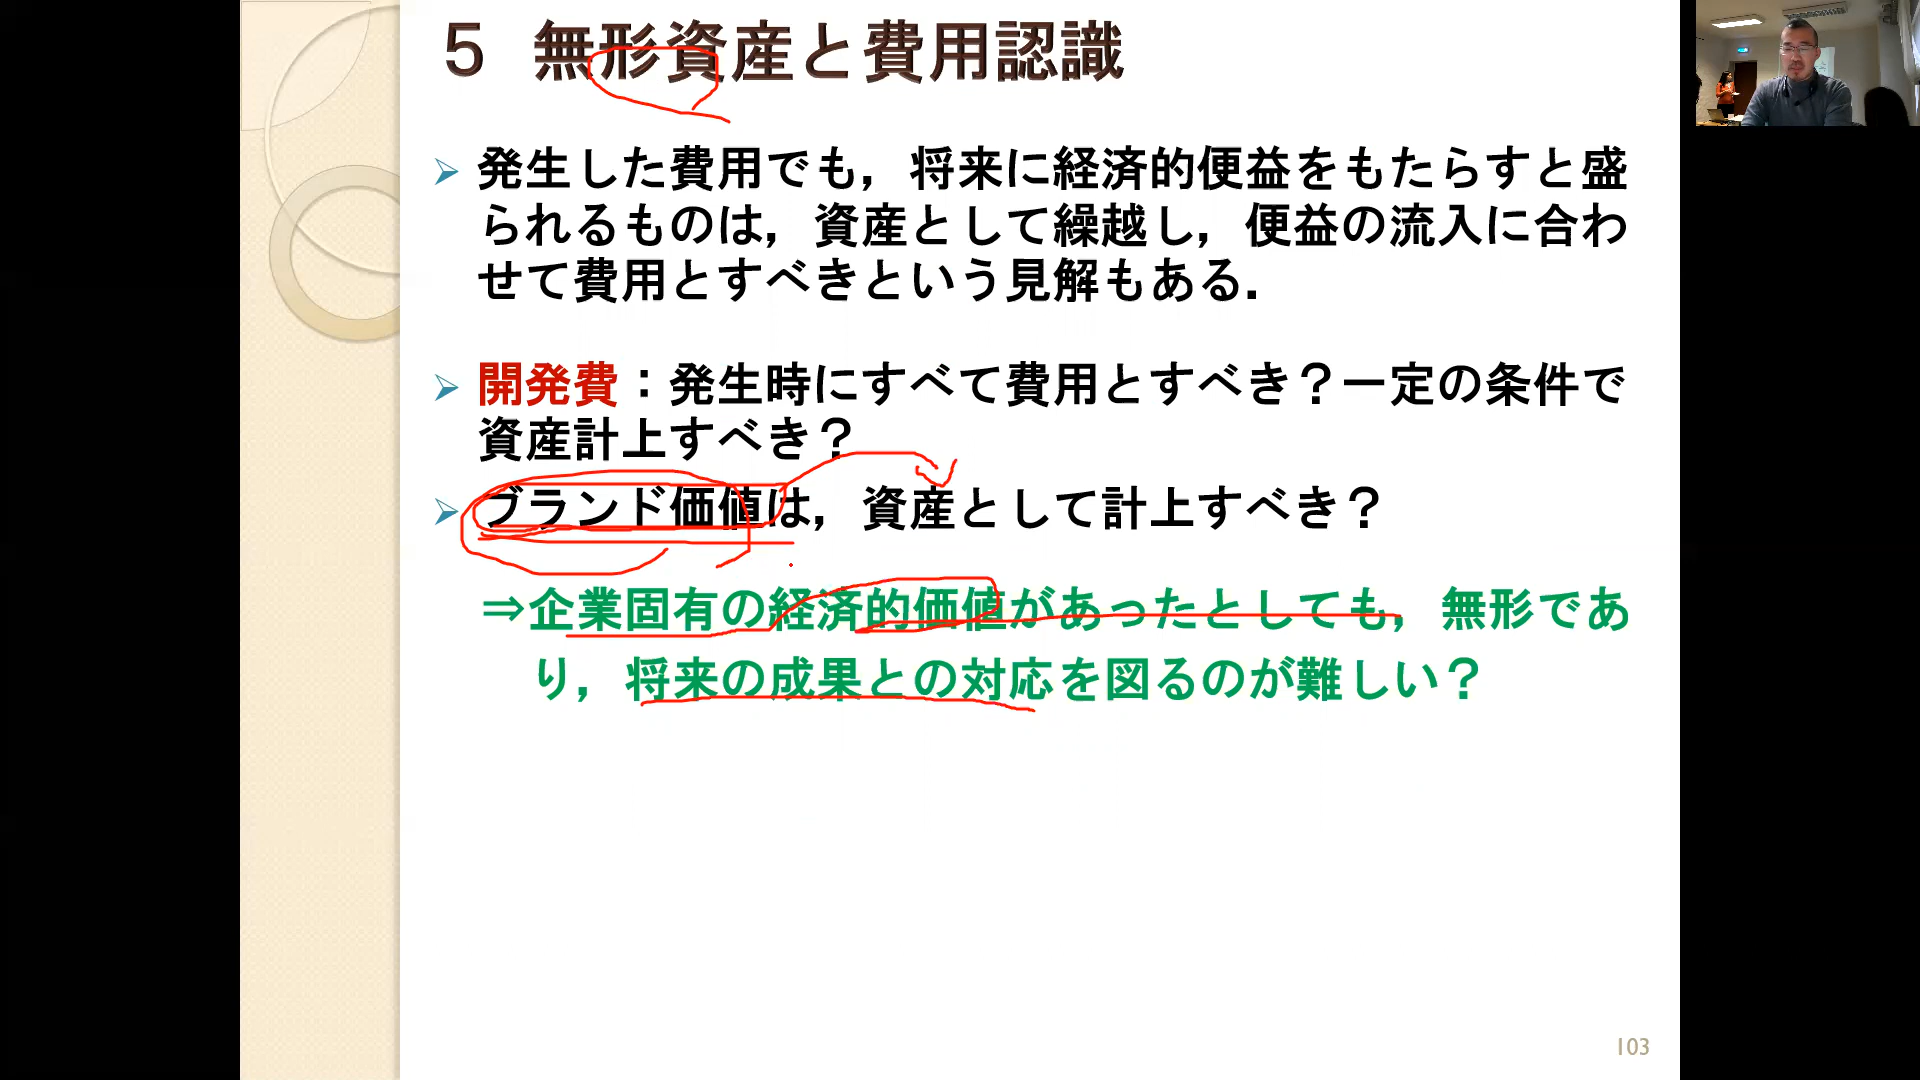 5 無形資産と費用認識
発生した費用でも，将来に経済的便益をもたらすと盛
られるものは，資産として繰越し，便益の流入に合わ
せて費用とすべきという見解もある．
開発費：発生時にすべて費用とすべき？一定の条件で
資産計上すべき？
ブランド価値は，資産として計上すべき？
⇒企業固有の経済的価値があったとしても，無形であ
り，将来の成果との対応を図るのが難しい？
103